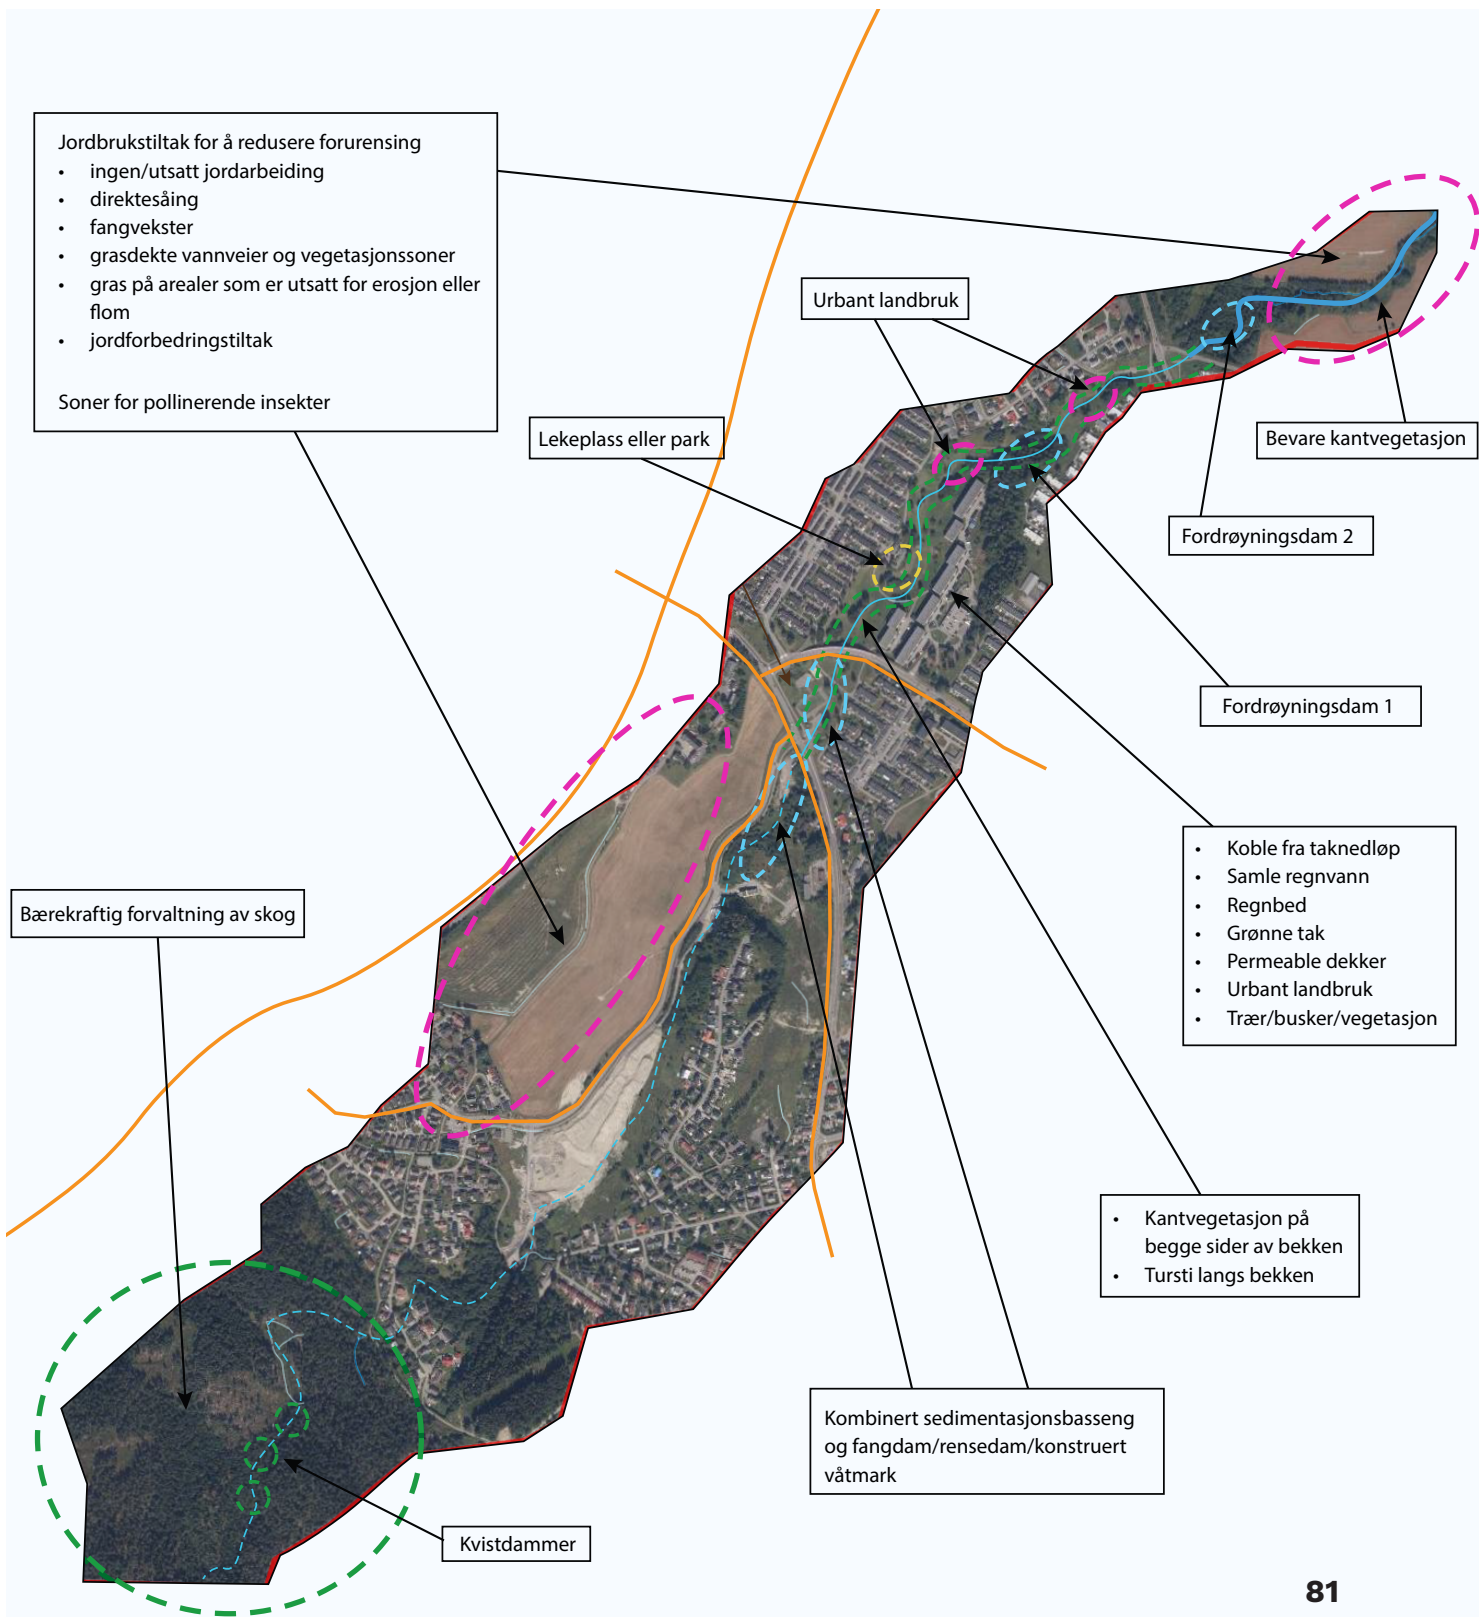 Jordbrukstiltak for å redusere forurensing
• ingen/utsatt jordarbeiding
• direktesåing
• fangvekster
• grasdekte vannveier og vegetasjonssoner
• gras på arealer som er utsatt for erosjon eller
flom
• jordforbedringstiltak
Soner for pollinerende insekter
Urbant landbruk
Lekeplass eller park
Bevare kantvegetasjon
Fordrøyningsdam 2
Fordrøyningsdam 1
• Koble fra taknedløp
• Samle regnvann
• Regnbed
• Grønne tak
• Permeable dekker
• Urbant landbruk
• Trær/busker/vegetasjon
Bærekraftig forvaltning av skog
• Kantvegetasjon på
begge sider av bekken
• Tursti langs bekken
Kombinert sedimentasjonsbasseng
og fangdam/rensedam/konstruert
våtmark
Kvistdammer
81